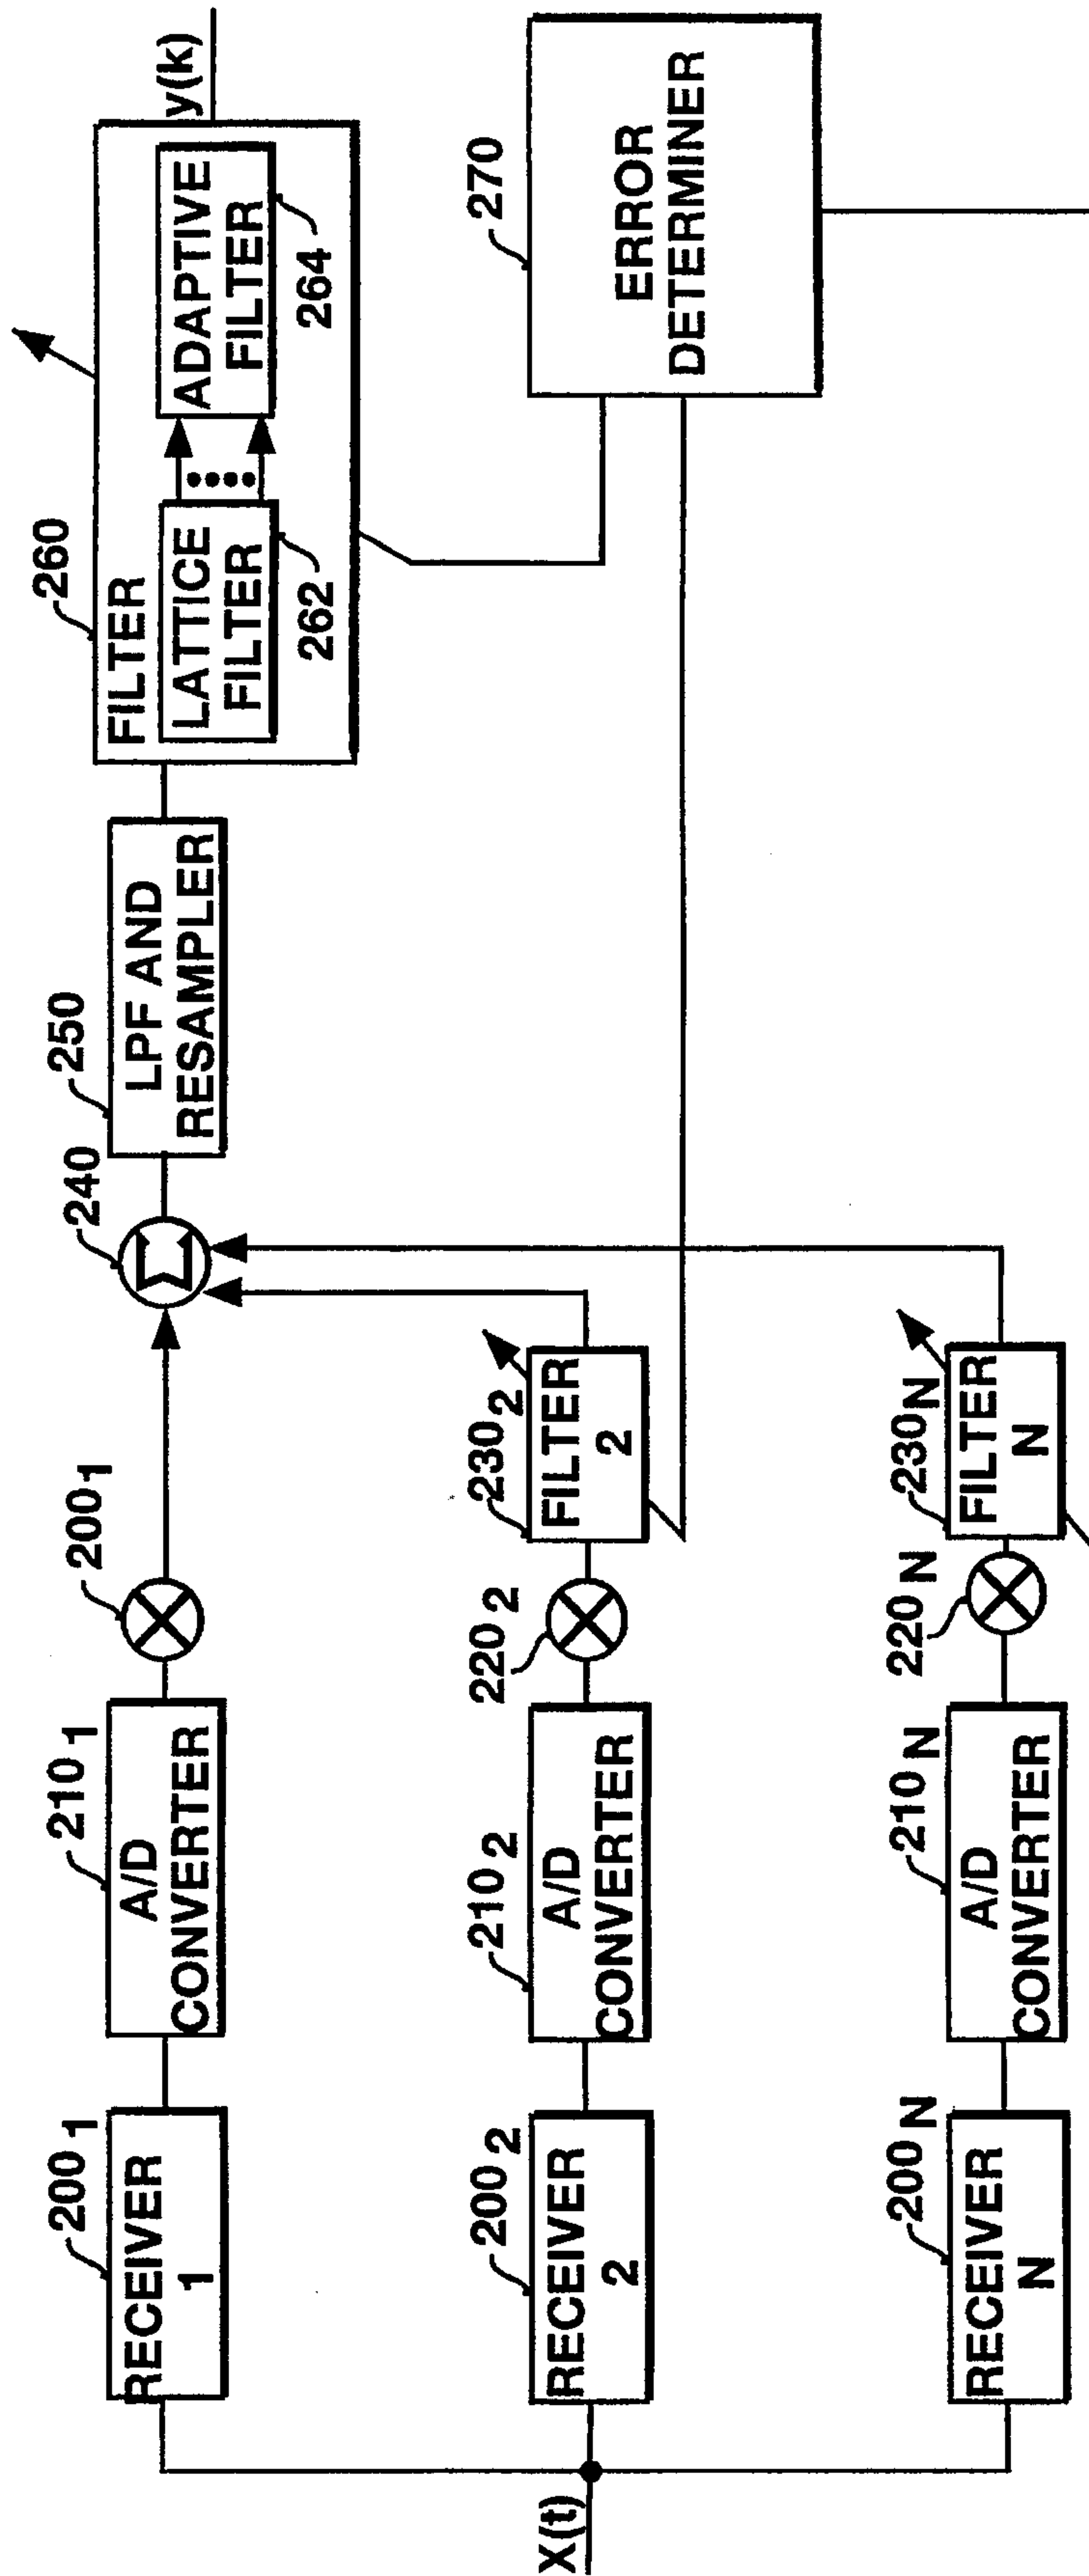 X(t)
200 1
RECEIVER
1
210 1
A/D
CONVERTER
200 1
240
Σ
250
LPF AND
RESAMPLER
260
FILTER
LATTICE
FILTER
262
ADAPTIVE
FILTER
264
y(k)
200 2
RECEIVER
2
210 2
A/D
CONVERTER
220 2
230 2
FILTER
2
270
ERROR
DETERMINER
200 N
RECEIVER
N
210 N
A/D
CONVERTER
220 N
230 N
FILTER
N